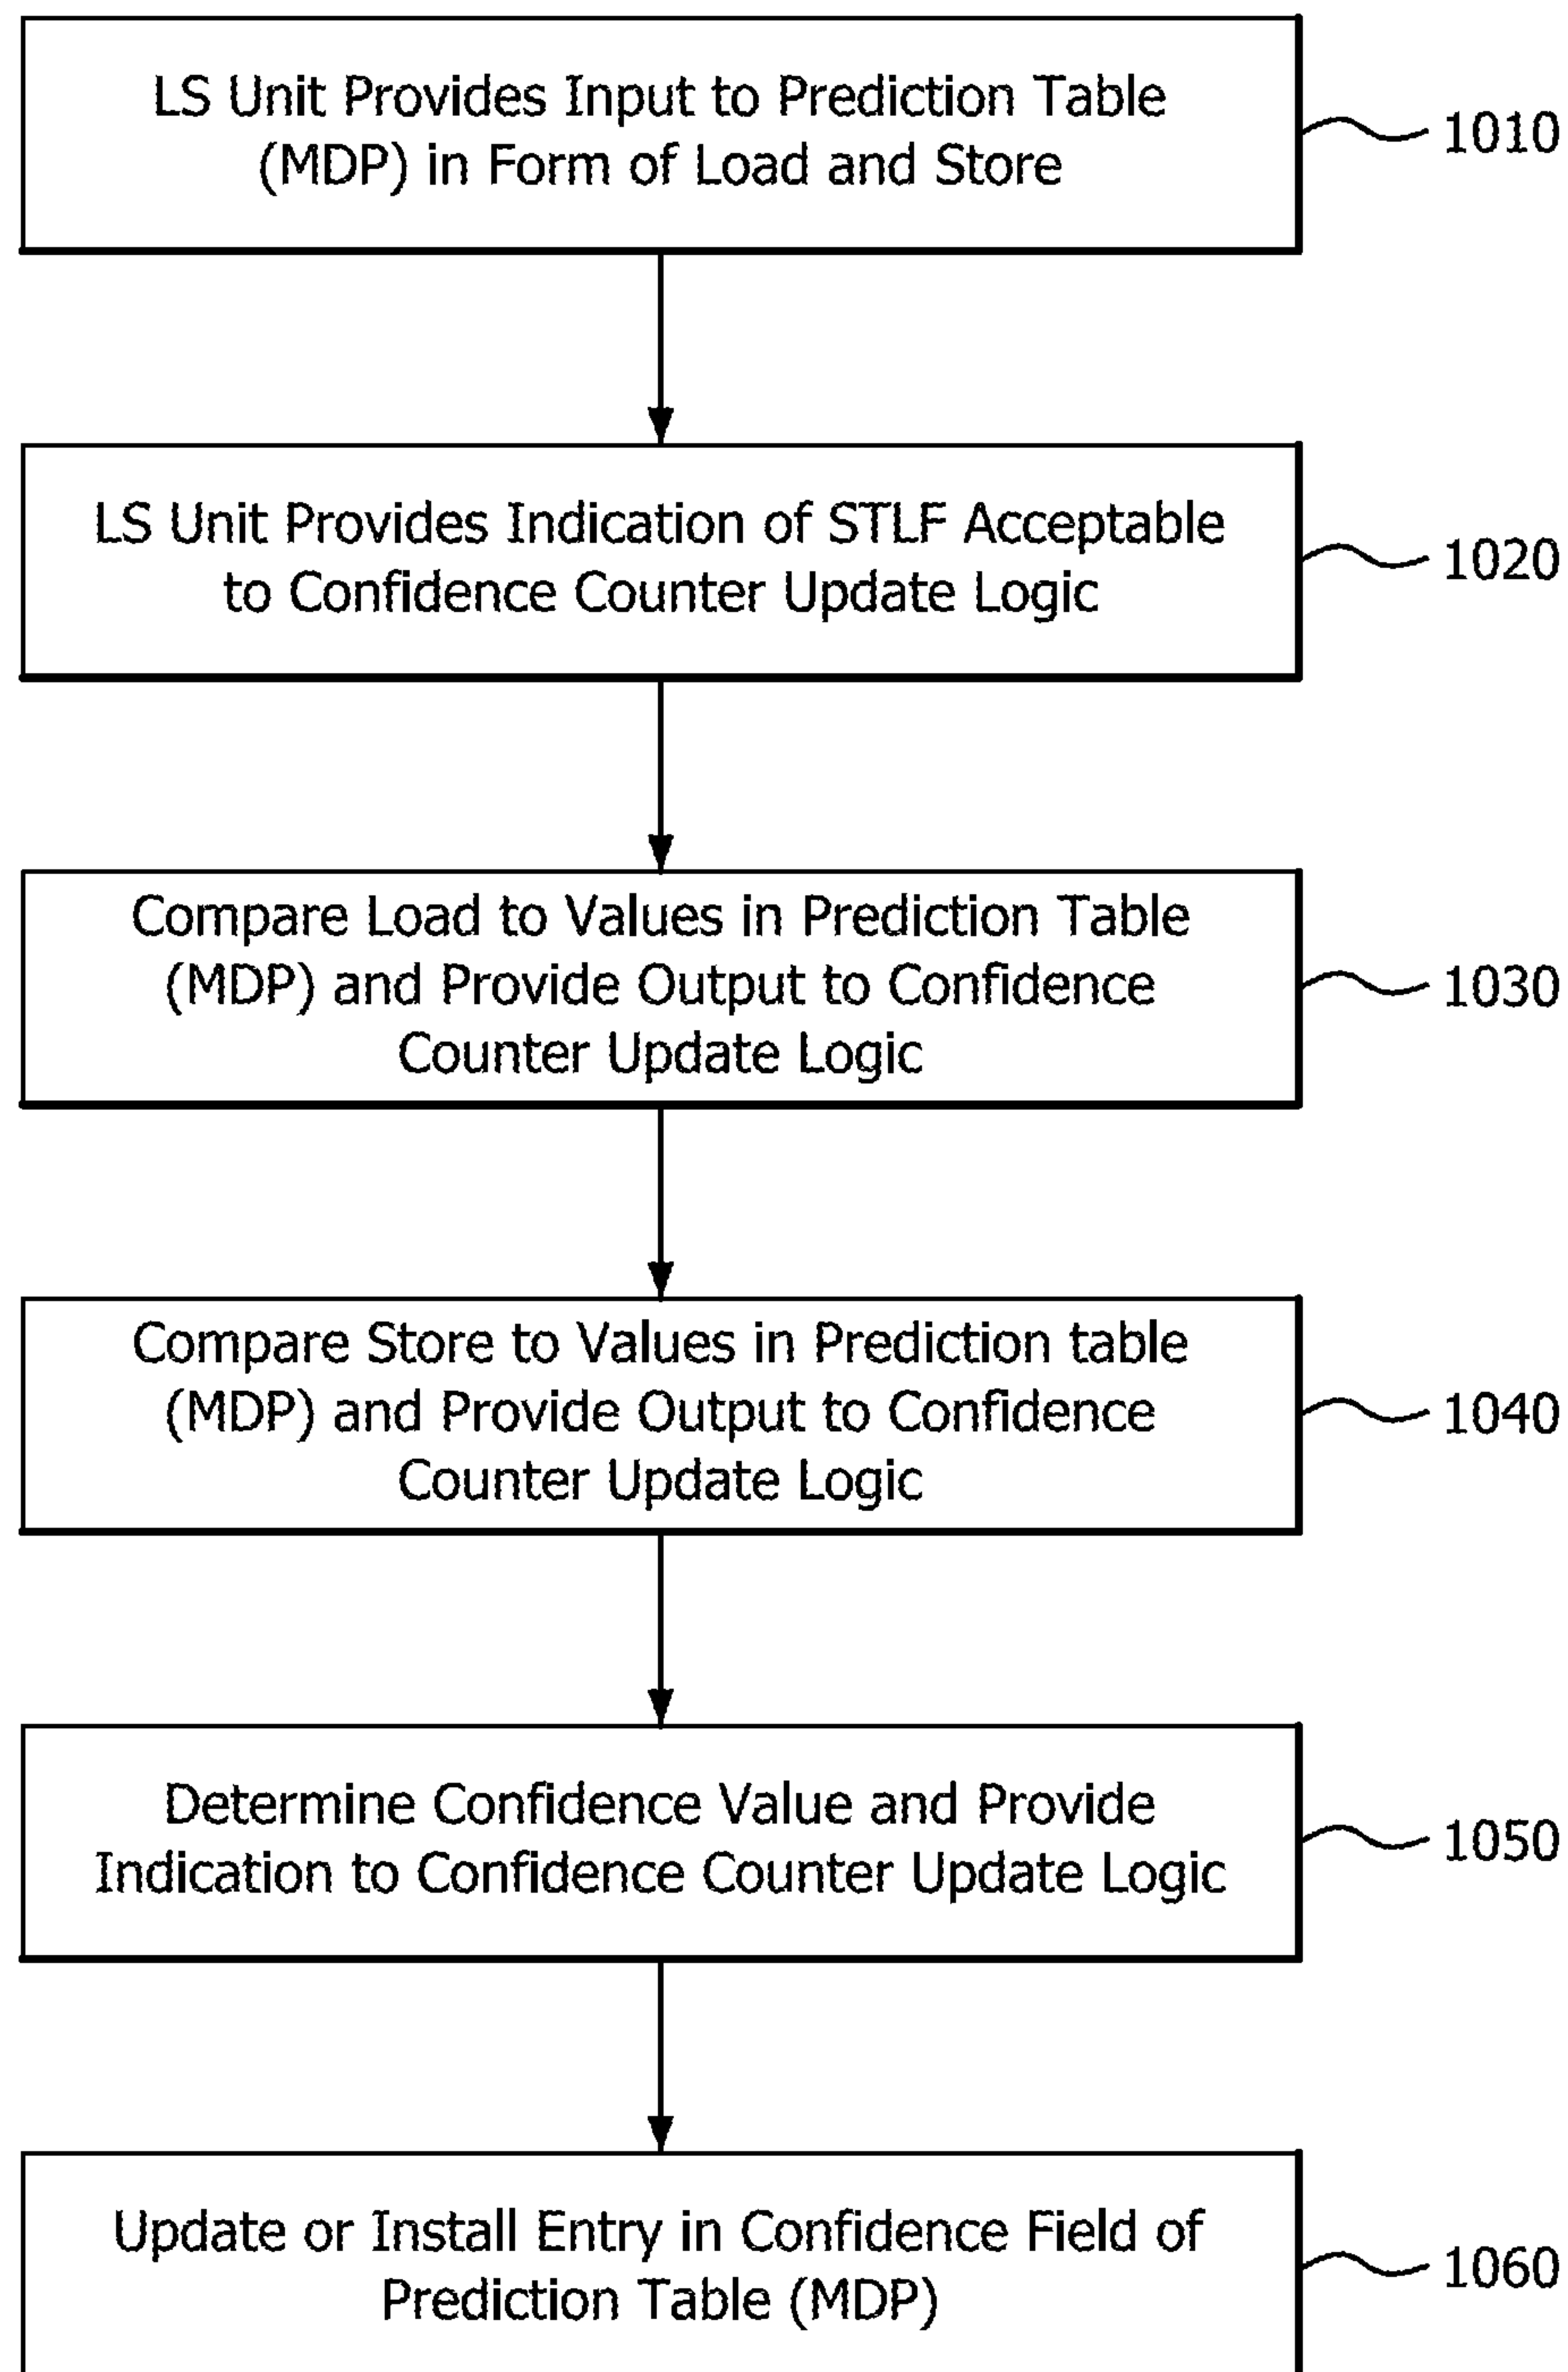 LS Unit Provides Input to Prediction Table
(MDP) in Form of Load and Store
1010
LS Unit Provides Indication of STLF Acceptable
to Confidence Counter Update Logic
1020
Compare Load to Values in Prediction Table
(MDP) and Provide Output to Confidence
Counter Update Logic
1030
Compare Store to Values in Prediction table
(MDP) and Provide Output to Confidence
Counter Update Logic
1040
Determine Confidence Value and Provide
Indication to Confidence Counter Update Logic
1050
Update or Install Entry in Confidence Field of
Prediction Table (MDP)
1060